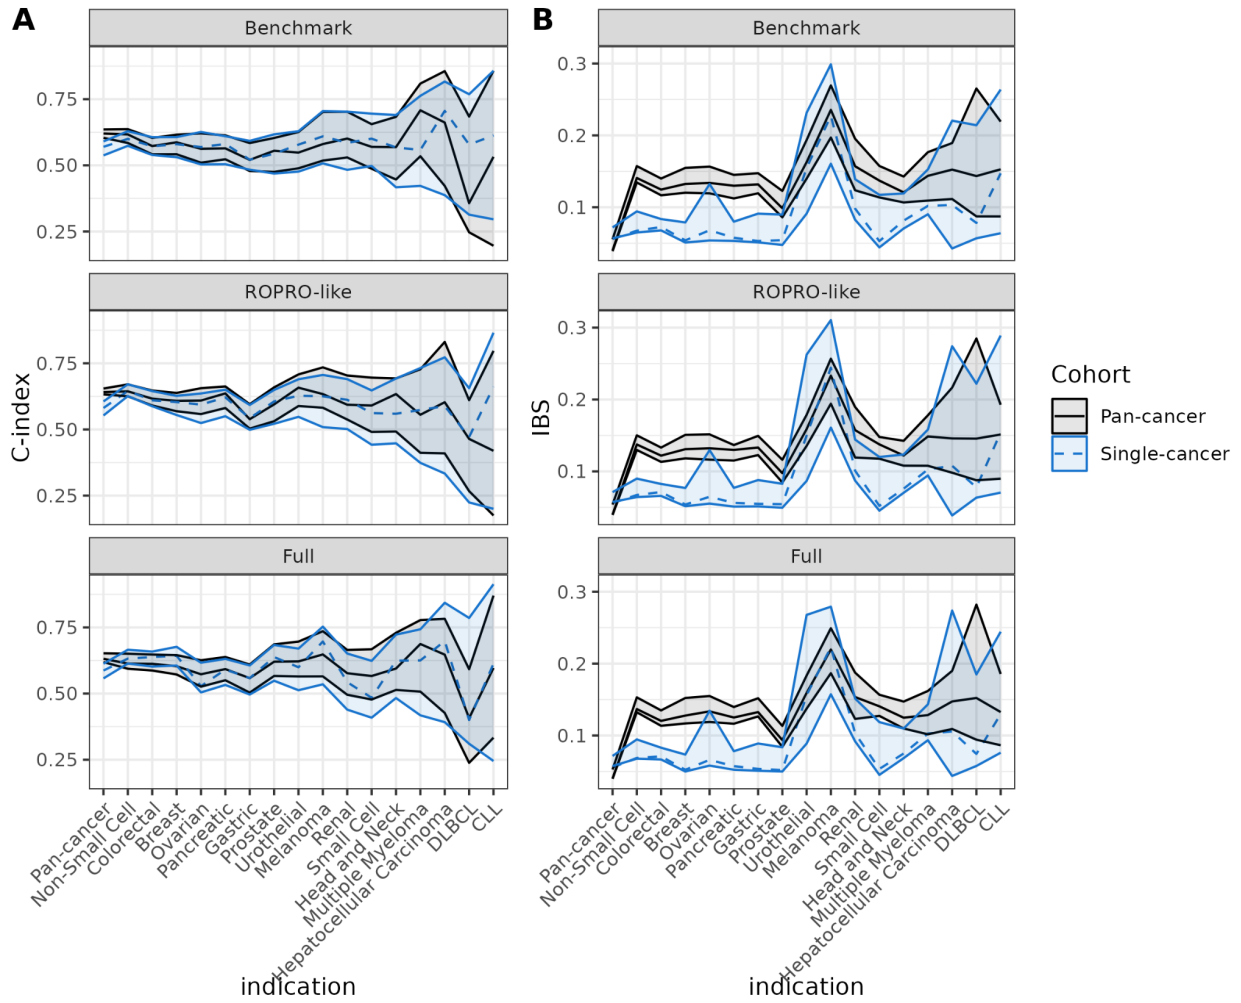 A
Benchmark
0.75
0.50
0.25
ROPRO-like
0.75
0.50
0.25
Full
0.75
0.50
0.25
C-index
Pan-cancer
Non-Small Cell
Colorectal
Breast
Ovarian
Pancreatic
Gastric
Prostate
Urothelial
Melanoma
Renal
Small Cell
Head and Neck
Multiple Myeloma
Hepatocellular Carcinoma
DLBCL
CLL
indication
B
Benchmark
0.3
0.2
0.1
ROPRO-like
0.3
0.2
0.1
Full
0.3
0.2
0.1
IBS
Pan-cancer
Non-Small Cell
Colorectal
Breast
Ovarian
Pancreatic
Gastric
Prostate
Urothelial
Melanoma
Renal
Small Cell
Head and Neck
Multiple Myeloma
Hepatocellular Carcinoma
DLBCL
CLL
indication
Cohort
Pan-cancer
Single-cancer